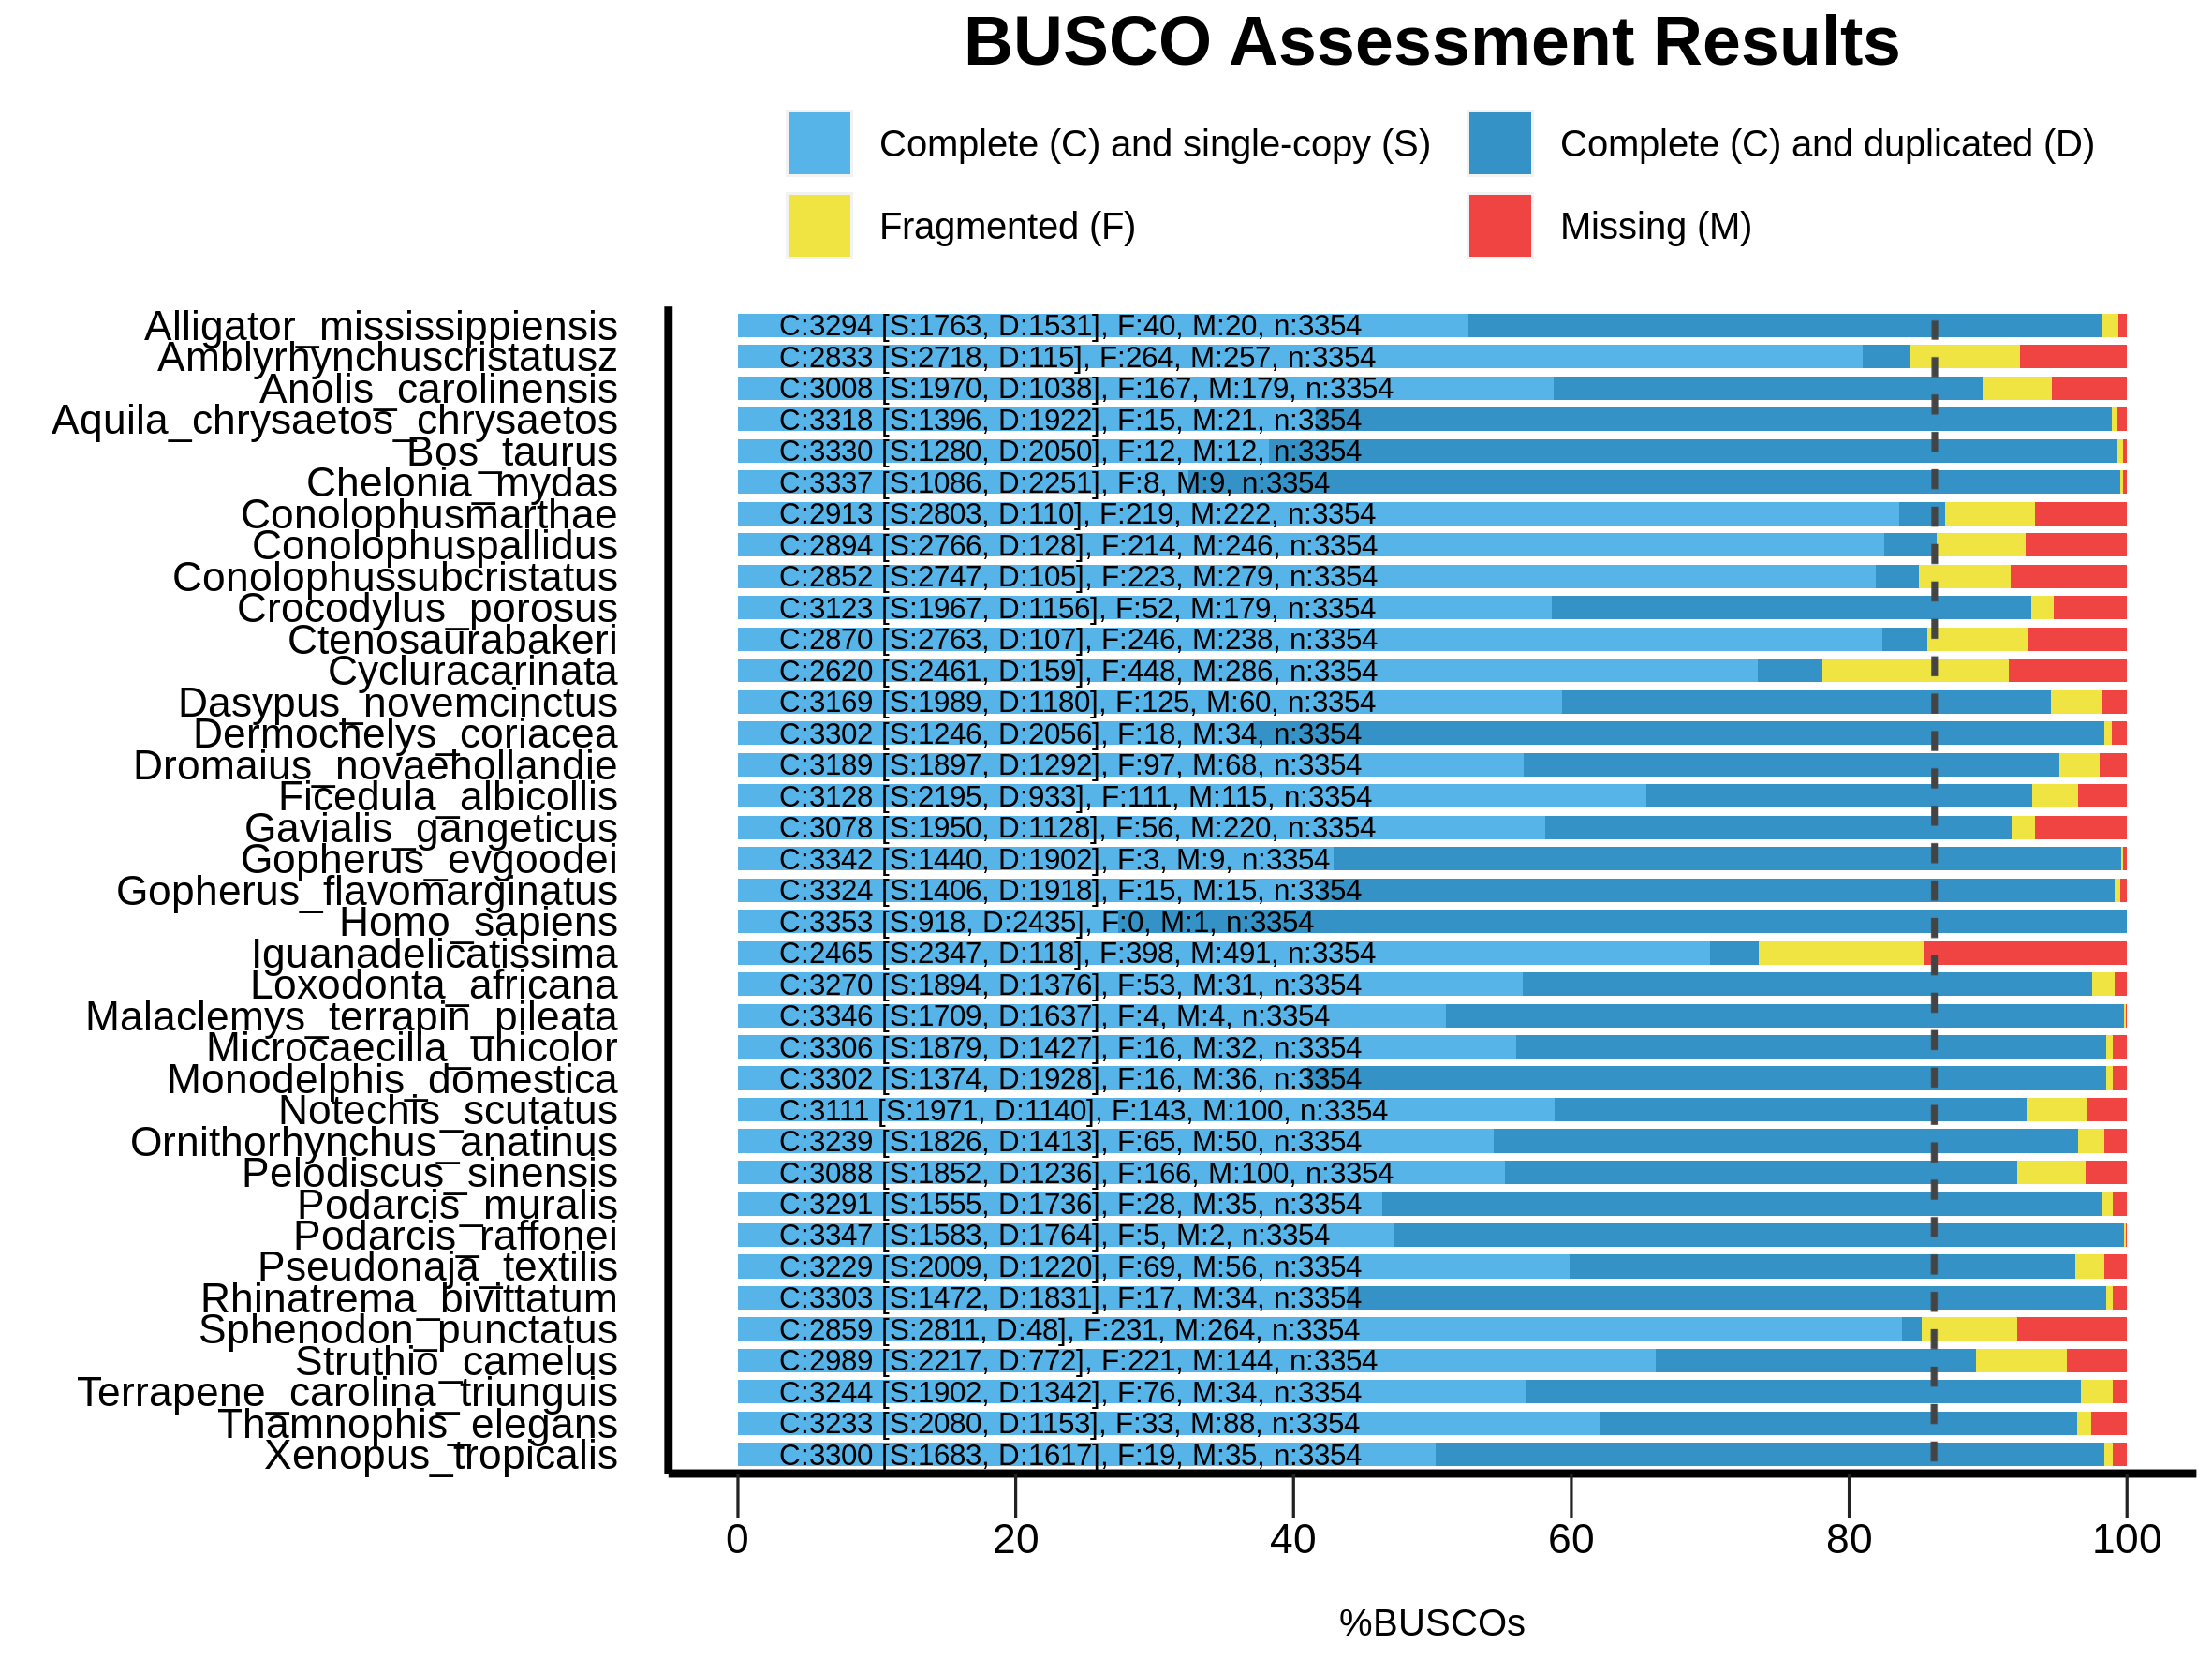 BUSCO Assessment Results
Complete (C) and single-copy (S) Complete (C) and duplicated (D)
Fragmented (F) Missing (M)
Alligator_mississippiensis C:3294 [S:1763, D:1531], F:40, M:20, n:3354
Amblyrhynchuscristatusz C:2833 [S:2718, D:115], F:264, M:257, n:3354
Anolis_carolinensis C:3008 [S:1970, D:1038], F:167, M:179, n:3354
Aquila_chrysaetos_chrysaetos C:3318 [S:1396, D:1922], F:15, M:21, n:3354
Bos_taurus C:3330 [S:1280, D:2050], F:12, M:12, n:3354
Chelonia_mydas C:3337 [S:1086, D:2251], F:8, M:9, n:3354
Conolophusmarthae C:2913 [S:2803, D:110], F:219, M:222, n:3354
Conolophuspallidus C:2894 [S:2766, D:128], F:214, M:246, n:3354
Conolophussubcristatus C:2852 [S:2747, D:105], F:223, M:279, n:3354
Crocodylus_porosus C:3123 [S:1967, D:1156], F:52, M:179, n:3354
Ctenosaurabakeri C:2870 [S:2763, D:107], F:246, M:238, n:3354
Cycluracarinata C:2620 [S:2461, D:159], F:448, M:286, n:3354
Dasypus_novemcinctus C:3169 [S:1989, D:1180], F:125, M:60, n:3354
Dermochelys_coriacea C:3302 [S:1246, D:2056], F:18, M:34, n:3354
Dromaius_novaehollandie C:3189 [S:1897, D:1292], F:97, M:68, n:3354
Ficedula_albicollis C:3128 [S:2195, D:933], F:111, M:115, n:3354
Gavialis_gangeticus C:3078 [S:1950, D:1128], F:56, M:220, n:3354
Gopherus_evgoodei C:3342 [S:1440, D:1902], F:3, M:9, n:3354
Gopherus_flavomarginatus C:3324 [S:1406, D:1918], F:15, M:15, n:3354
Homo_sapiens C:3353 [S:918, D:2435], F:0, M:1, n:3354
Iguanadelicatissima C:2465 [S:2347, D:118], F:398, M:491, n:3354
Loxodonta_africana C:3270 [S:1894, D:1376], F:53, M:31, n:3354
Malaclemys_terrapin_pileata C:3346 [S:1709, D:1637], F:4, M:4, n:3354
Microcaecilla_unicolor C:3306 [S:1879, D:1427], F:16, M:32, n:3354
Monodelphis_domestica C:3302 [S:1374, D:1928], F:16, M:36, n:3354
Notechis_scutatus C:3111 [S:1971, D:1140], F:143, M:100, n:3354
Ornithorhynchus_anatinus C:3239 [S:1826, D:1413], F:65, M:50, n:3354
Pelodiscus_sinensis C:3088 [S:1852, D:1236], F:166, M:100, n:3354
Podarcis_muralis C:3291 [S:1555, D:1736], F:28, M:35, n:3354
Podarcis_raffonei C:3347 [S:1583, D:1764], F:5, M:2, n:3354
Pseudonaja_textilis C:3229 [S:2009, D:1220], F:69, M:56, n:3354
Rhinatrema_bivittatum C:3303 [S:1472, D:1831], F:17, M:34, n:3354
Sphenodon_punctatus C:2859 [S:2811, D:48], F:231, M:264, n:3354
Struthio_camelus C:2989 [S:2217, D:772], F:221, M:144, n:3354
Terrapene_carolina_triunguis C:3244 [S:1902, D:1342], F:76, M:34, n:3354
Thamnophis_elegans C:3233 [S:2080, D:1153], F:33, M:88, n:3354
Xenopus_tropicalis C:3300 [S:1683, D:1617], F:19, M:35, n:3354
0 20 40 60 80 100
%BUSCOs